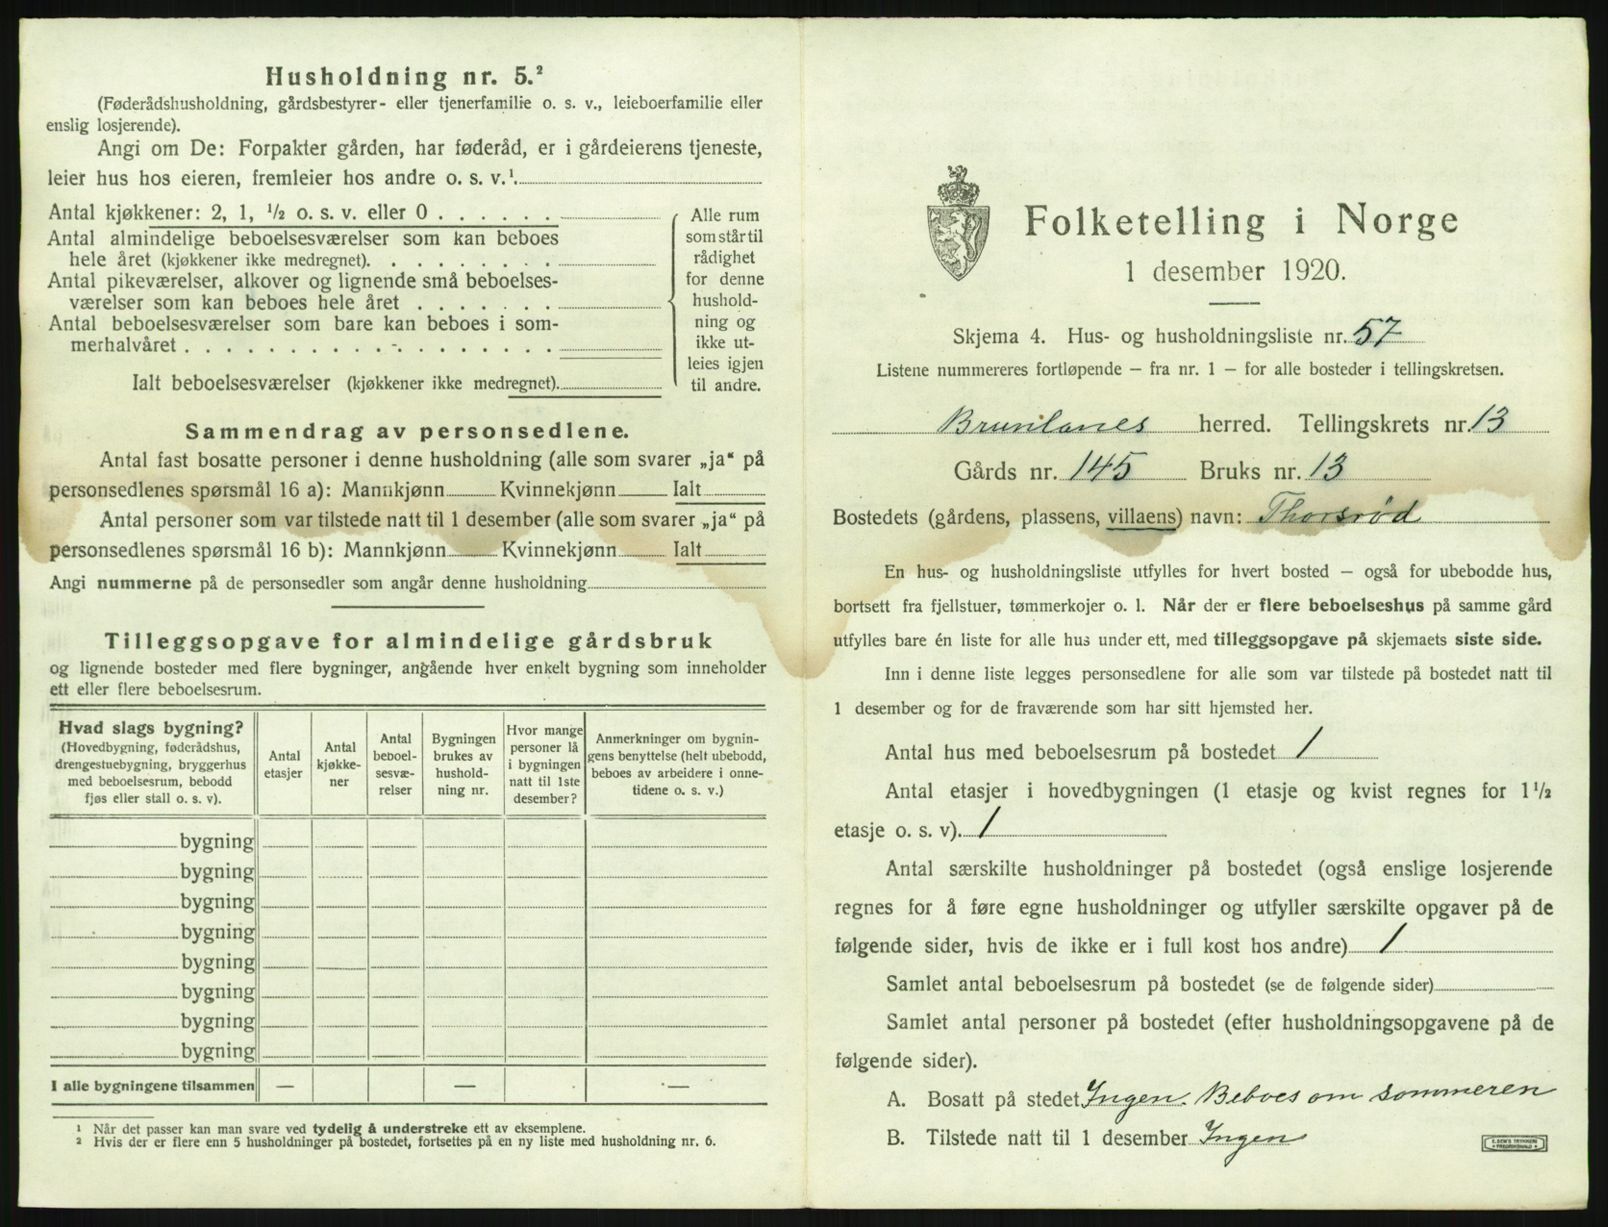 Husholdning nr. 5.²
(Føderådshusholdning, gårdsbestyrer- eller tjenerfamilie o. s. v., leieboerfamilie eller
enslig losjerende).
Angi om De: Forpakter gården, har føderåd, er i gårdeierens tjeneste,
leier hus hos eieren, fremleier hos andre o. s. v.¹
Antal kjøkkener: 2, 1, ½ o. s. v. eller 0
Antal almindelige beboelsesværelser som kan beboes
hele året (kjøkkener ikke medregnet).
Antal pikeværelser, alkover og lignende små beboelses-
værelser som kan beboes hele året
Antal beboelsesværelser som bare kan beboes i som-
merhalvåret
Ialt beboelsesværelser (kjøkkener ikke medregnet).
Alle rum
som står til
rådighet
for denne
hushold-
ning og
ikke ut-
leies igjen
til andre.
Sammendrag av personsedlene.
Antal fast bosatte personer i denne husholdning (alle som svarer „ja“ på
personsedlenes spørsmål 16 a): Mannkjønn Kvinnekjønn Ialt
Antal personer som var tilstede natt til 1 desember (alle som svarer „ja“ på
personsedlenes spørsmål 16 b): Mannkjønn Kvinnekjønn Ialt
Angi nummerne på de personsedler som angår denne husholdning
Tilleggsopgave for almindelige gårdsbruk
og lignende bosteder med flere bygninger, angående hver enkelt bygning som inneholder
ett eller flere beboelsesrum.
Hvad slags bygning?
(Hovedbygning, føderådshus,
drengestuebygning, bryggerhus
med beboelsesrum, bebodd
fjøs eller stall o. s. v).
Antal
etasjer
Antal
kjøkke-
ner
Antal
beboel-
sesvæ-
relser
Bygningen
brukes av
hushold-
ning nr.
Hvor mange
personer lå
i bygningen
natt til 1ste
desember?
Anmerkninger om bygnin-
gens benyttelse (helt ubebodd,
beboes av arbeidere i onne-
tidene o. s. v.)
bygning
bygning
bygning
bygning
bygning
bygning
bygning
bygning
I alle bygningene tilsammen — — —
¹ Når det passer kan man svare ved tydelig å understreke ett av eksemplene.
² Hvis der er flere enn 5 husholdninger på bostedet, fortsettes på en ny liste med husholdning nr. 6.
Folketelling i Norge
1 desember 1920.
Skjema 4. Hus- og husholdningsliste nr. 57
Listene nummereres fortløpende — fra nr. 1 — for alle bosteder i tellingskretsen.
Brunlanes herred. Tellingskrets nr. 13
Gårds nr. 145 Bruks nr. 13
Bostedets (gårdens, plassens, villaens) navn: Thorsrød
En hus- og husholdningsliste utfylles for hvert bosted — også for ubebodde hus,
bortsett fra fjellstuer, tømmerkojer o. l. Når der er flere beboelseshus på samme gård
utfylles bare én liste for alle hus under ett, med tilleggsopgave på skjemaets siste side.
Inn i denne liste legges personsedlene for alle som var tilstede på bostedet natt til
1 desember og for de fraværende som har sitt hjemsted her.
Antal hus med beboelsesrum på bostedet 1
Antal etasjer i hovedbygningen (1 etasje og kvist regnes for 1½
etasje o. s. v). 1
Antal særskilte husholdninger på bostedet (også enslige losjerende
regnes for å føre egne husholdninger og utfyller særskilte opgaver på de
følgende sider, hvis de ikke er i full kost hos andre) 1
Samlet antal beboelsesrum på bostedet (se de følgende sider)
Samlet antal personer på bostedet (efter husholdningsopgavene på de
følgende sider).
A. Bosatt på stedet Ingen. Beboes om sommeren
B. Tilstede natt til 1 desember Ingen